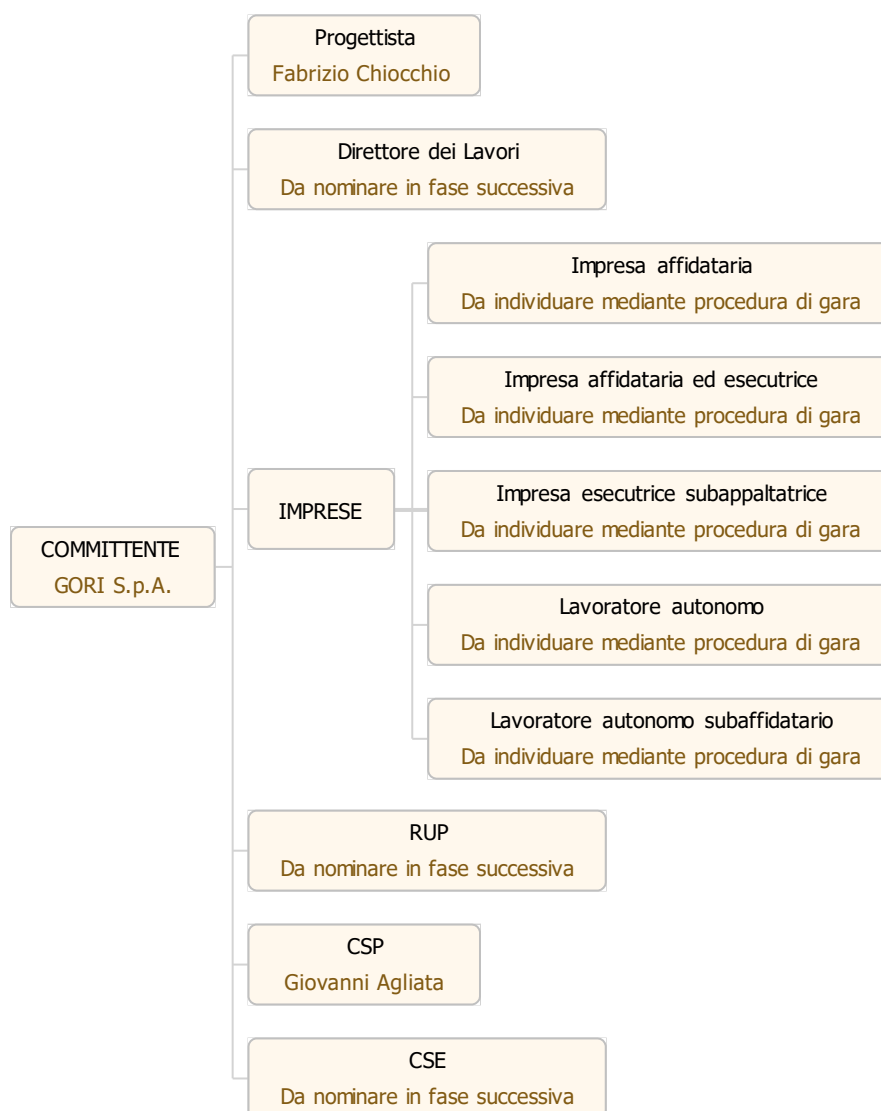 Progettista
Fabrizio Chiocchio
Direttore dei Lavori
Da nominare in fase successiva
Impresa affidataria
Da individuare mediante procedura di gara
Impresa affidataria ed esecutrice
Da individuare mediante procedura di gara
IMPRESE
Impresa esecutrice subappaltatrice
Da individuare mediante procedura di gara
COMMITTENTE
GORI S.p.A.
Lavoratore autonomo
Da individuare mediante procedura di gara
Lavoratore autonomo subaffidatario
Da individuare mediante procedura di gara
RUP
Da nominare in fase successiva
CSP
Giovanni Agliata
CSE
Da nominare in fase successiva